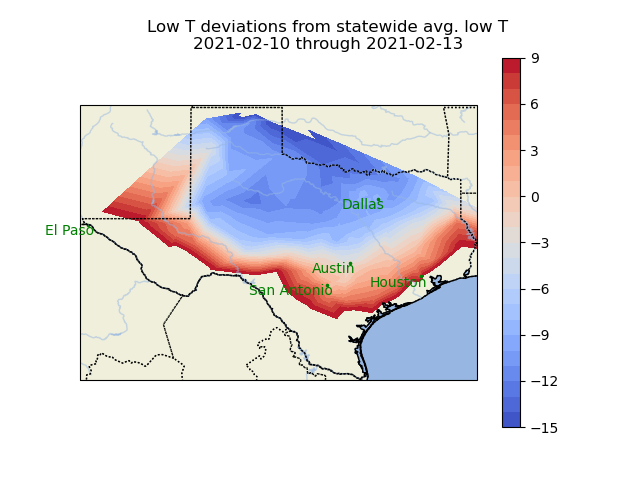 Low T deviations from statewide avg. low T
2021-02-10 through 2021-02-13
9
6
3
0
−3
−6
−9
−12
−15
Dallas
El Paso
Austin
Houston
San Antonio